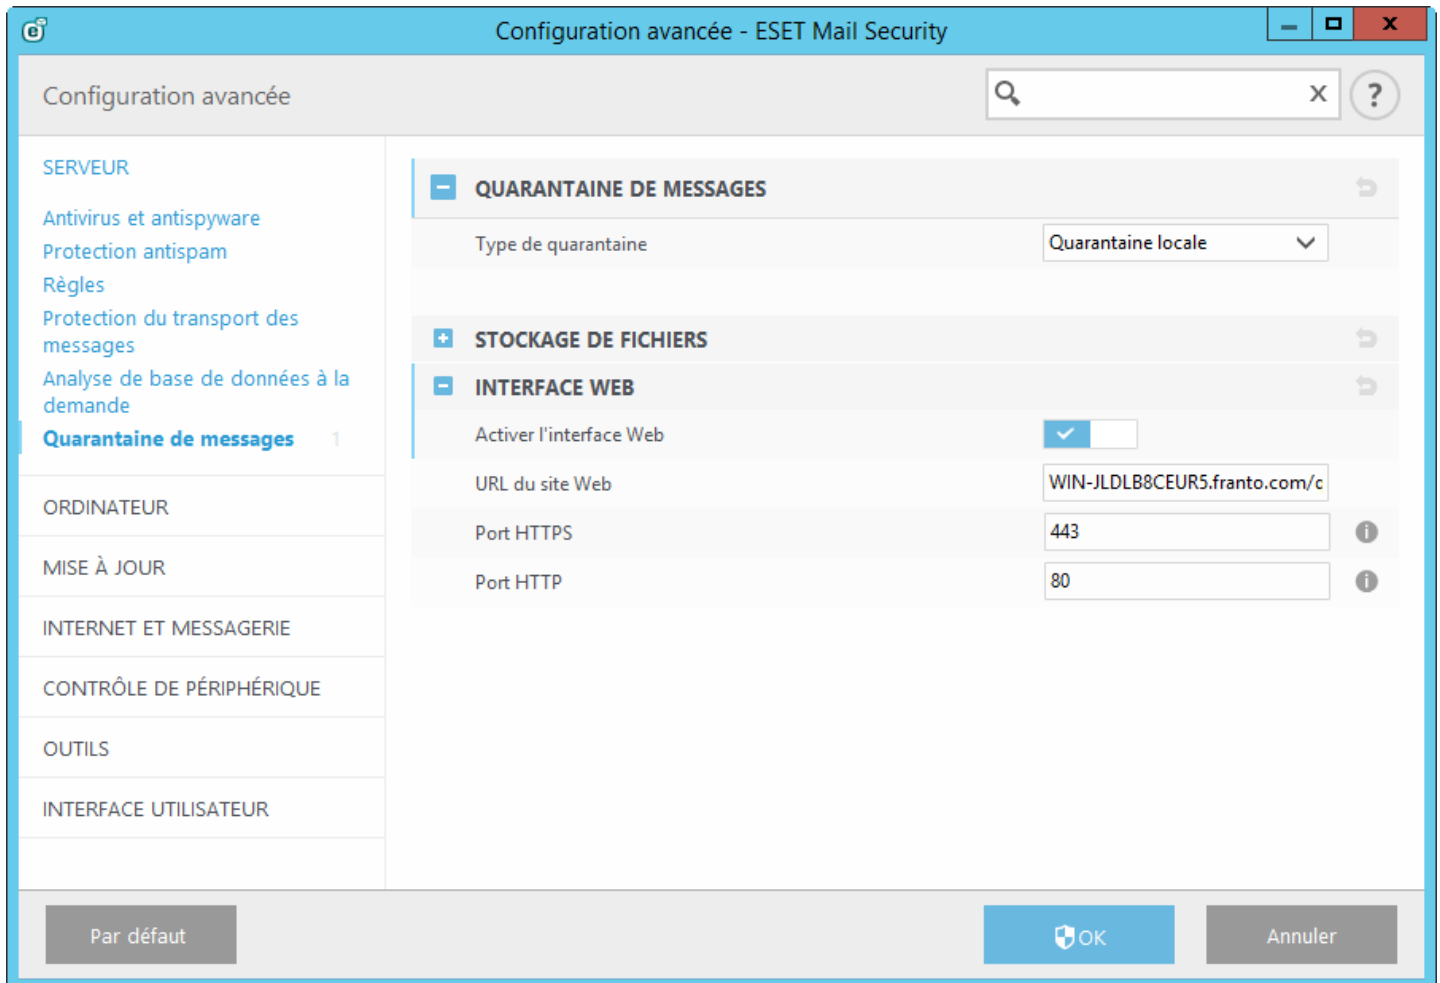 Configuration avancée - ESET Mail Security
Configuration avancée
SERVEUR
Antivirus et antispyware
Protection antispam
Règles
Protection du transport des
messages
Analyse de base de données à la
demande
Quarantaine de messages 1
ORDINATEUR
MISE À JOUR
INTERNET ET MESSAGERIE
CONTRÔLE DE PÉRIPHÉRIQUE
OUTILS
INTERFACE UTILISATEUR
QUARANTAINE DE MESSAGES
Type de quarantaine Quarantaine locale
STOCKAGE DE FICHIERS
INTERFACE WEB
Activer l'interface Web
URL du site Web WIN-JLDLB8CEUR5.franto.com/c
Port HTTPS 443
Port HTTP 80
Par défaut OK Annuler